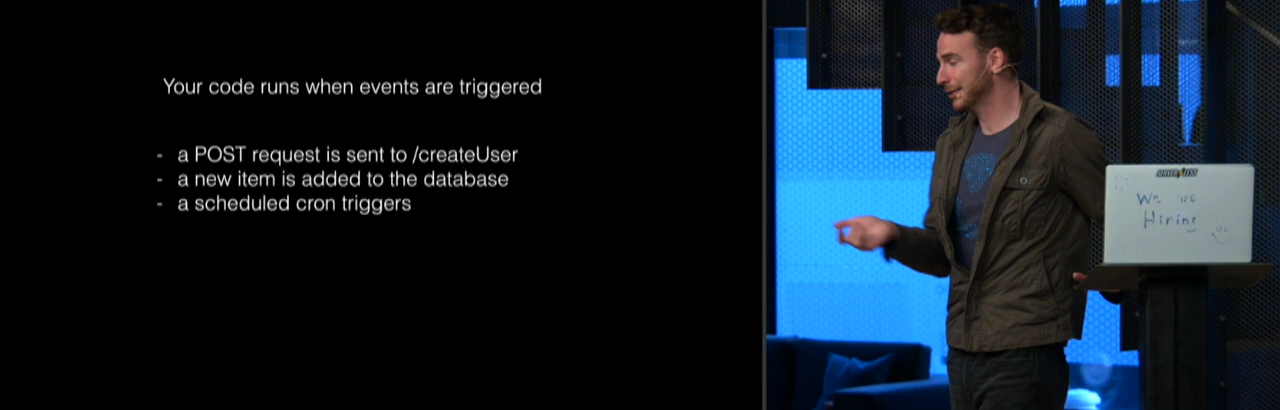 Your code runs when events are triggered
- a POST request is sent to /createUser
- a new item is added to the database
- a scheduled cron triggers
SERVERLESS
We are
Hiring